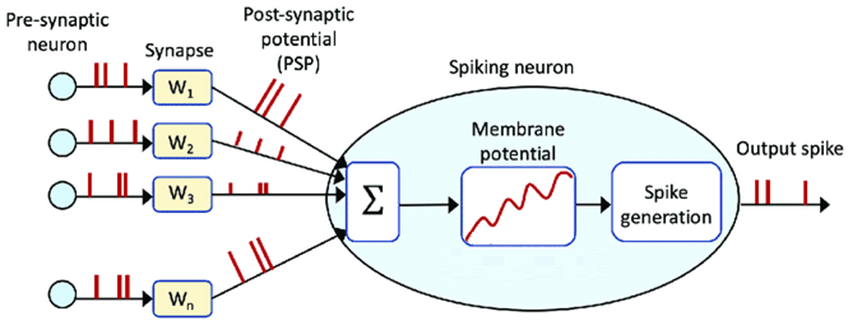 Pre-synaptic
neuron
Synapse
Post-synaptic
potential
(PSP)
Spiking neuron
W1
W2
W3
Wn
Σ
Membrane
potential
Spike
generation
Output spike